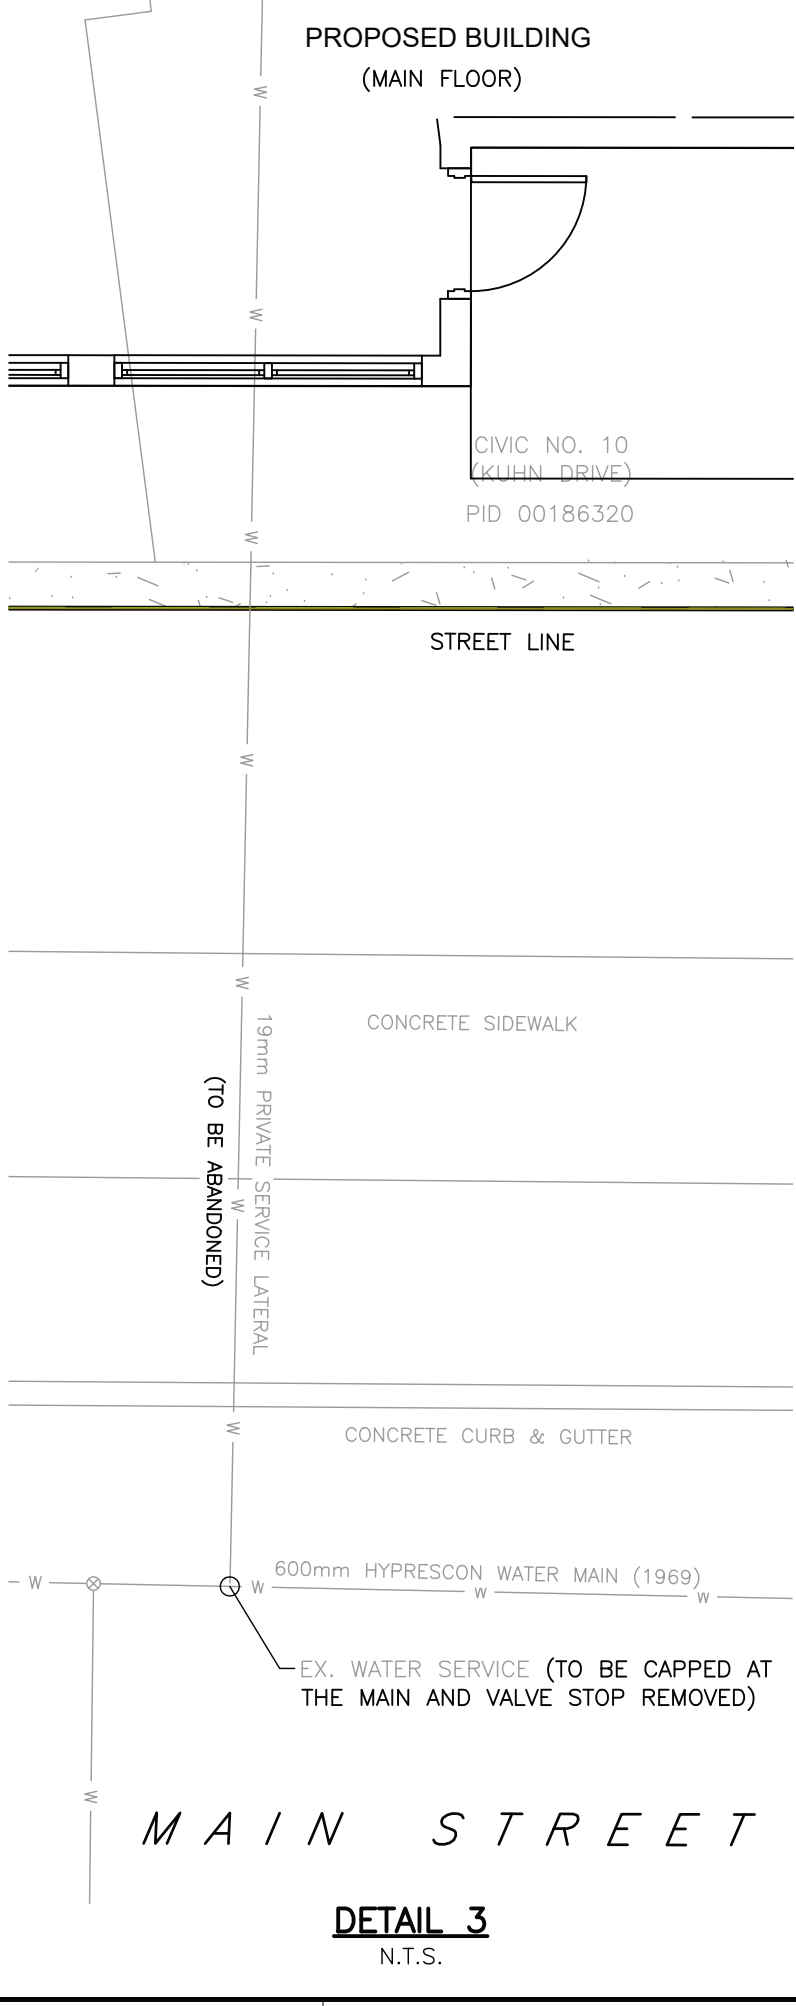 PROPOSED BUILDING
(MAIN FLOOR)
W
W
CIVIC NO. 10
(KUHN DRIVE)
PID 00186320
W
STREET LINE
W
W
CONCRETE SIDEWALK
19mm PRIVATE SERVICE LATERAL
(TO BE ABANDONED)
W
W
CONCRETE CURB & GUTTER
600mm HYPRESCON WATER MAIN (1969)
W
W
W
W
EX. WATER SERVICE (TO BE CAPPED AT
THE MAIN AND VALVE STOP REMOVED)
W
MAIN STREET
DETAIL 3
N.T.S.